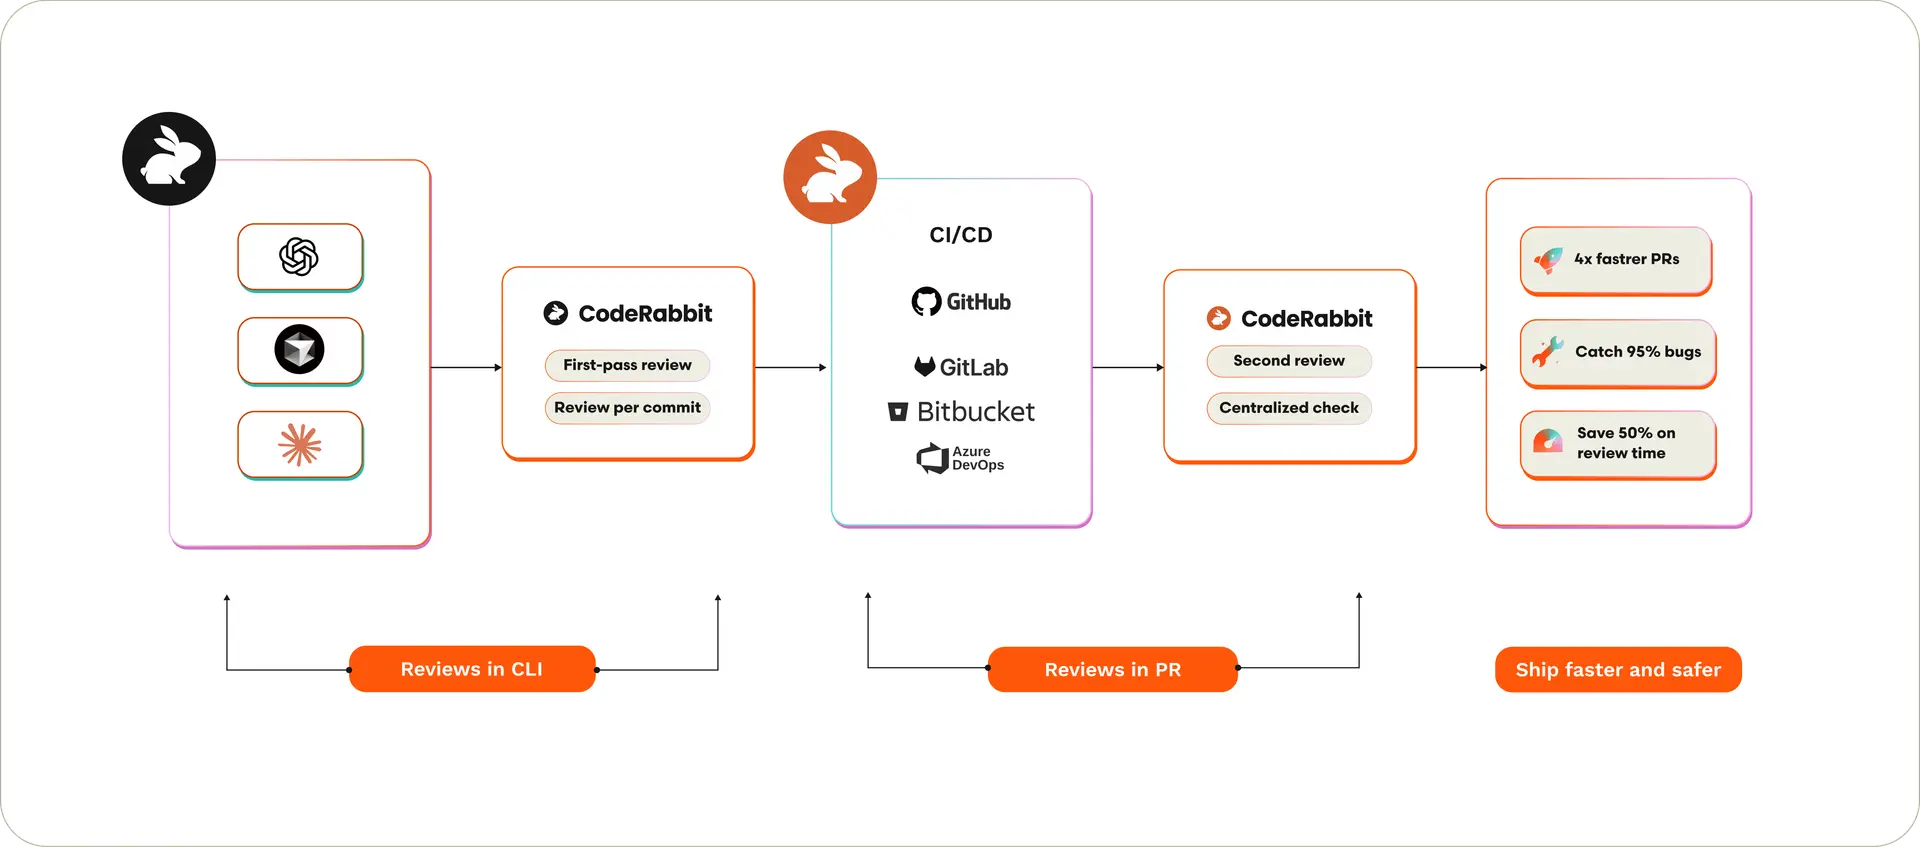 CodeRabbit
First-pass review
Review per commit
Reviews in CLI
CI/CD
GitHub
GitLab
Bitbucket
Azure
DevOps
CodeRabbit
Second review
Centralized check
Reviews in PR
4x fastrer PRs
Catch 95% bugs
Save 50% on
review time
Ship faster and safer